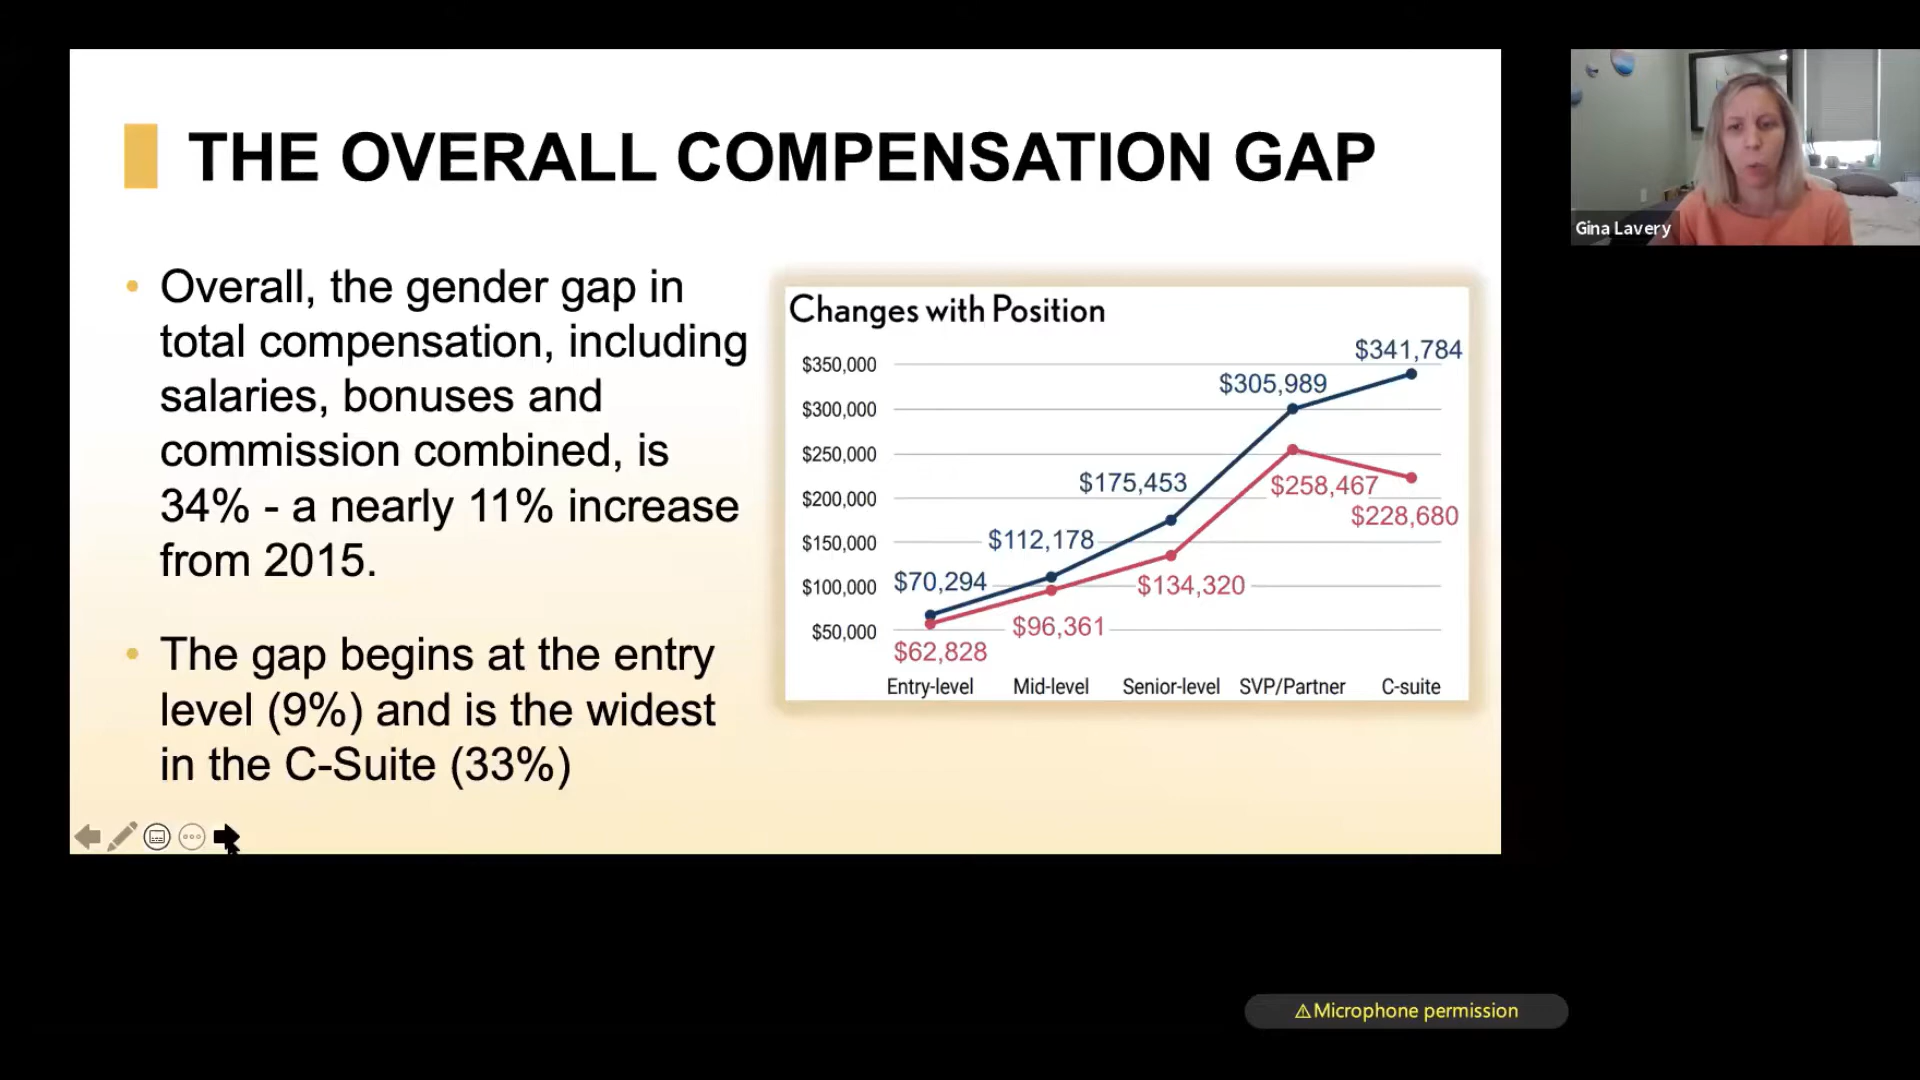 THE OVERALL COMPENSATION GAP
• Overall, the gender gap in
total compensation, including
salaries, bonuses and
commission combined, is
34% - a nearly 11% increase
from 2015.
• The gap begins at the entry
level (9%) and is the widest
in the C-Suite (33%)
Changes with Position
$350,000
$300,000
$250,000
$200,000
$150,000
$100,000
$50,000
$341,784
$305,989
$175,453
$112,178
$70,294
$258,467
$228,680
$134,320
$96,361
$62,828
Entry-level Mid-level Senior-level SVP/Partner C-suite
Gina Lavery
⚠Microphone permission